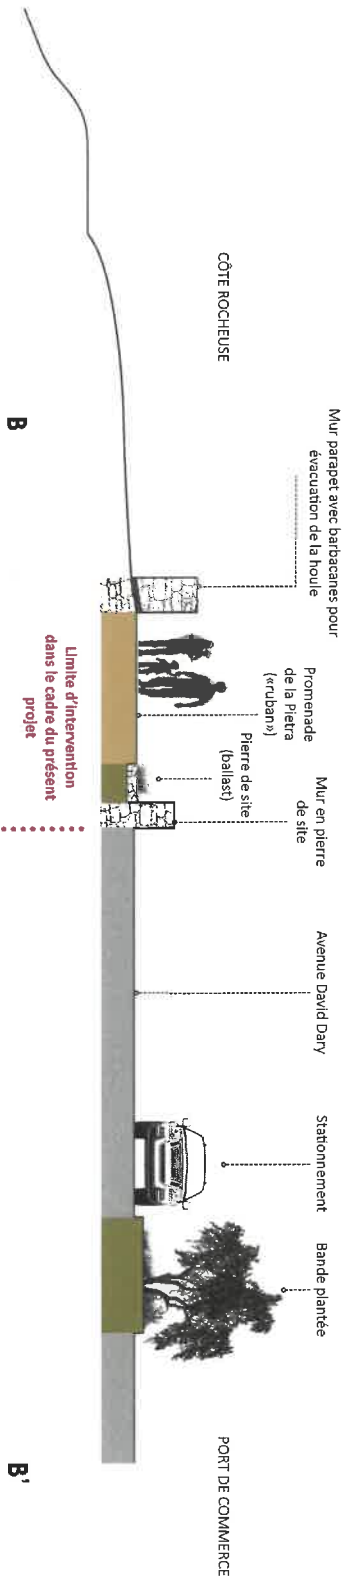 CÔTE ROCHEUSE
Mur parapet avec barbacanes pour
évacuation de la houle
Promenade
de la Pietra
(«ruban»)
Pierre de site
(ballast)
Mur en pierre
de site
Avenue David Dary
Stationnement
Bande plantée
PORT DE COMMERCE
B
Limite d'intervention
dans le cadre du présent
projet
B'